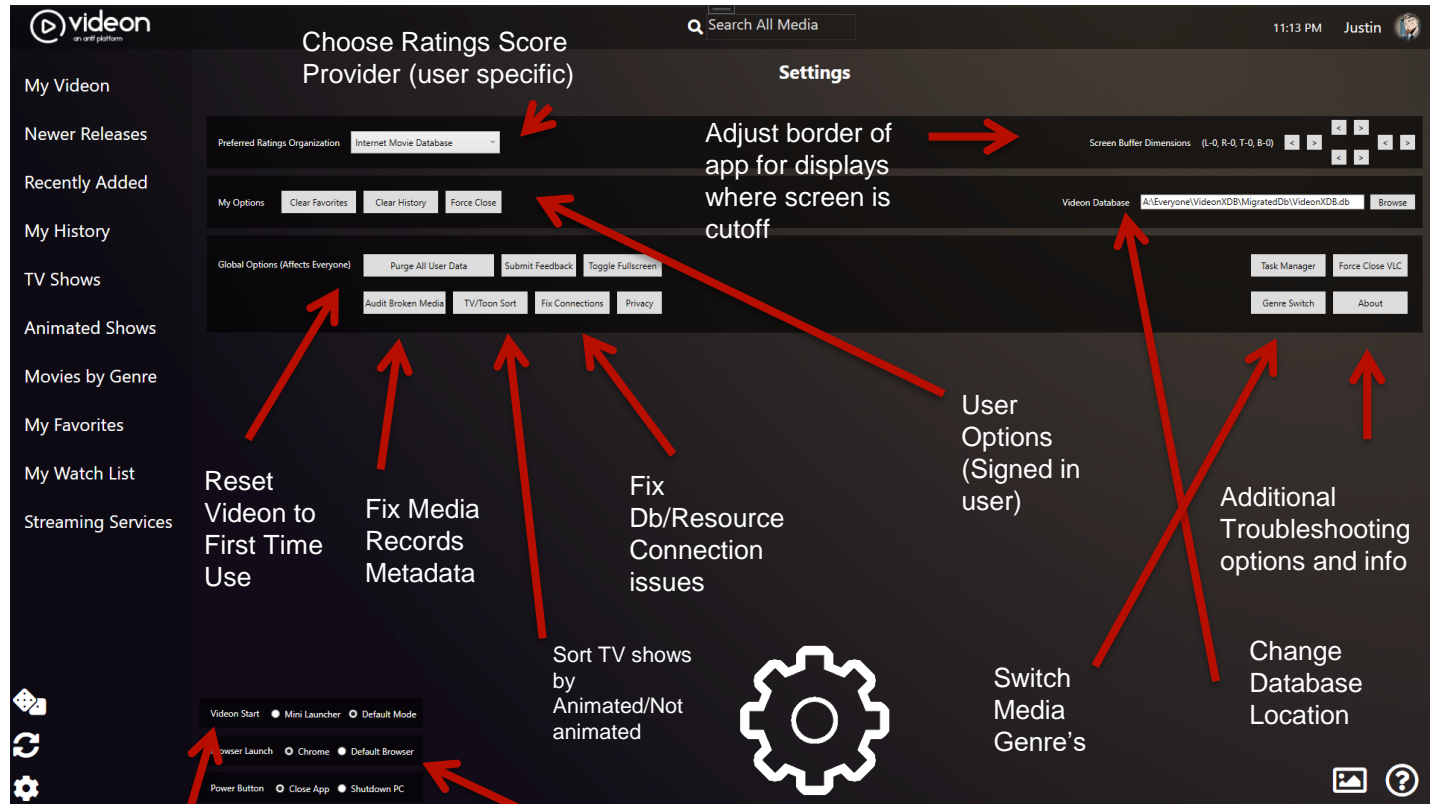 videon
an artff platform
Search All Media
11:13 PM
Justin
Choose Ratings Score
Provider (user specific)
Settings
My Videon
Newer Releases
Recently Added
My History
TV Shows
Animated Shows
Movies by Genre
My Favorites
My Watch List
Streaming Services
Preferred Ratings Organization
Internet Movie Database
Adjust border of
app for displays
where screen is
cutoff
Screen Buffer Dimensions (L-0, R-0, T-0, B-0)
< >
< >
< >
< >
My Options
Clear Favorites
Clear History
Force Close
Videon Database
A:\Everyone\VideonXDB\MigratedDb\VideonXDB.db
Browse
Global Options (Affects Everyone)
Purge All User Data
Submit Feedback
Toggle Fullscreen
Task Manager
Force Close VLC
Audit Broken Media
TV/Toon Sort
Fix Connections
Privacy
Genre Switch
About
User
Options
(Signed in
user)
Reset
Videon to
First Time
Use
Fix Media
Records
Metadata
Fix
Db/Resource
Connection
issues
Additional
Troubleshooting
options and info
Sort TV shows
by
Animated/Not
animated
Switch
Media
Genre’s
Change
Database
Location
Videon Start
Mini Launcher
Default Mode
Browser Launch
Chrome
Default Browser
Power Button
Close App
Shutdown PC
?